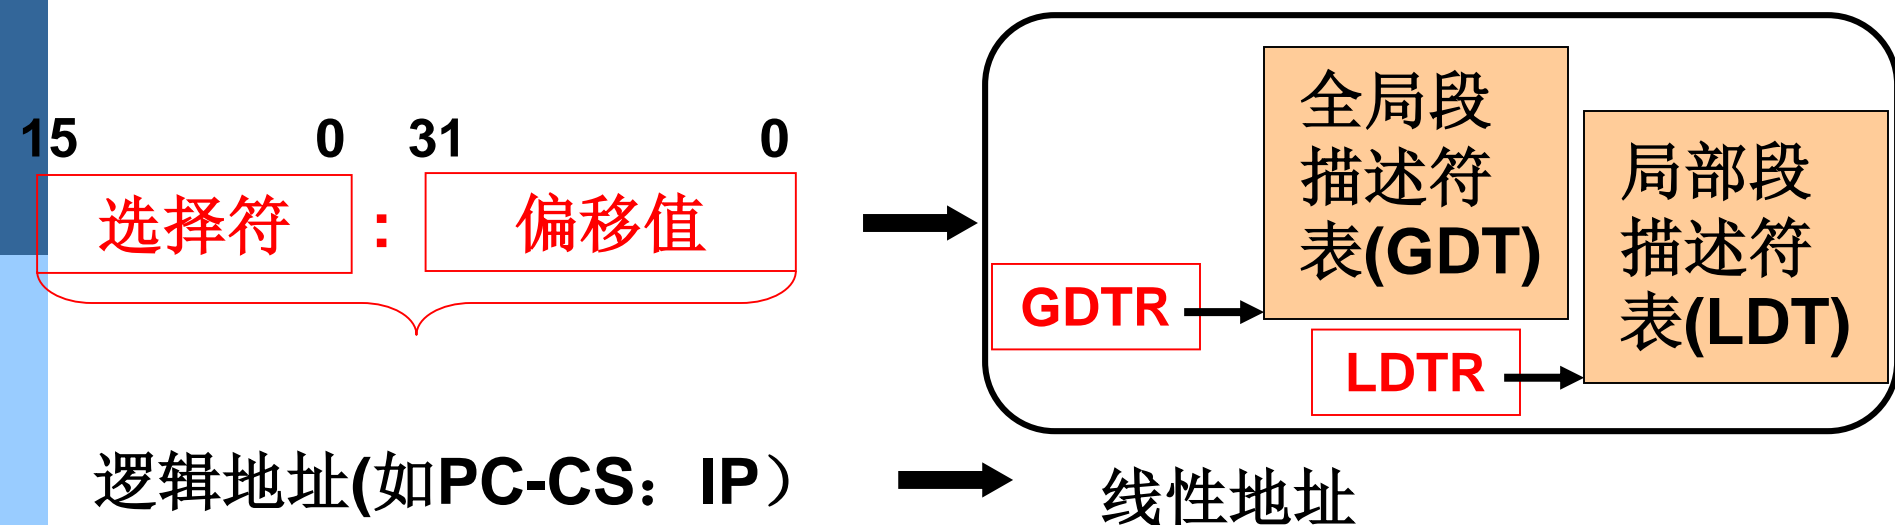 15 0 31 0
选择符 : 偏移值
全局段
描述符
表(GDT)
局部段
描述符
表(LDT)
GDTR
LDTR
逻辑地址(如PC-CS：IP）
线性地址